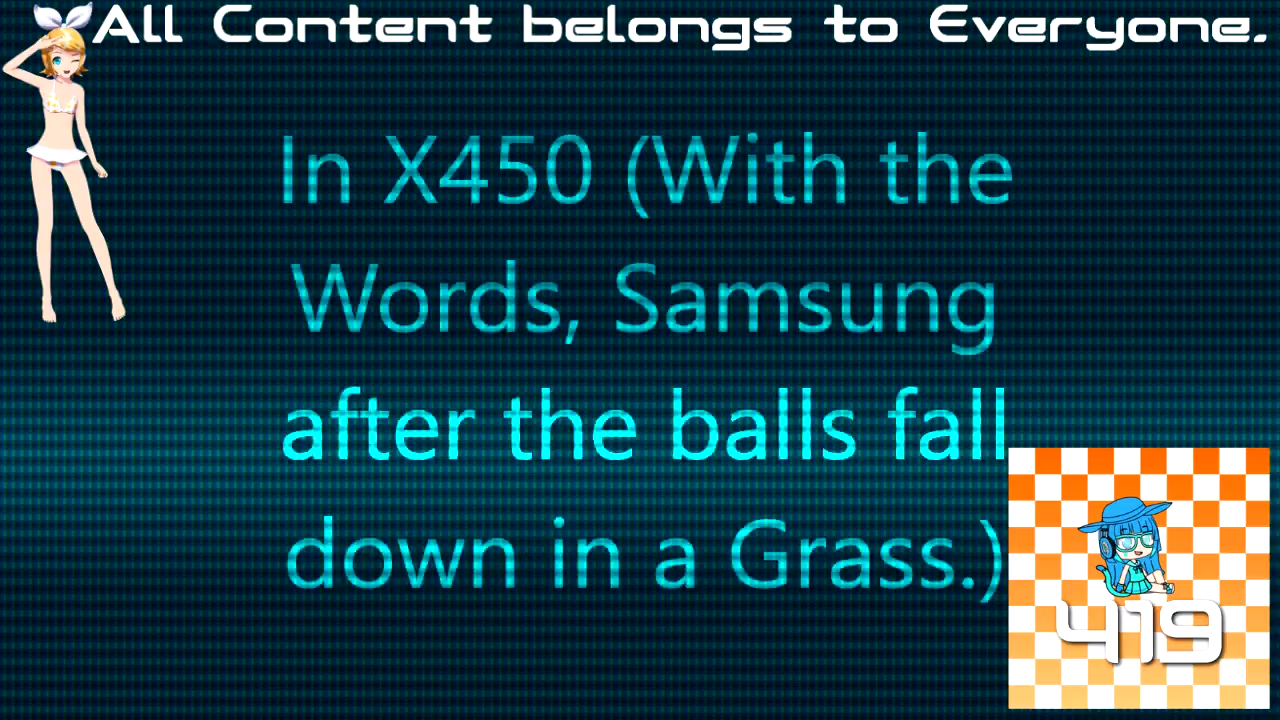 All Content belongs to Everyone.
In X450 (With the
Words, Samsung
after the balls fall
down in a Grass.)
419